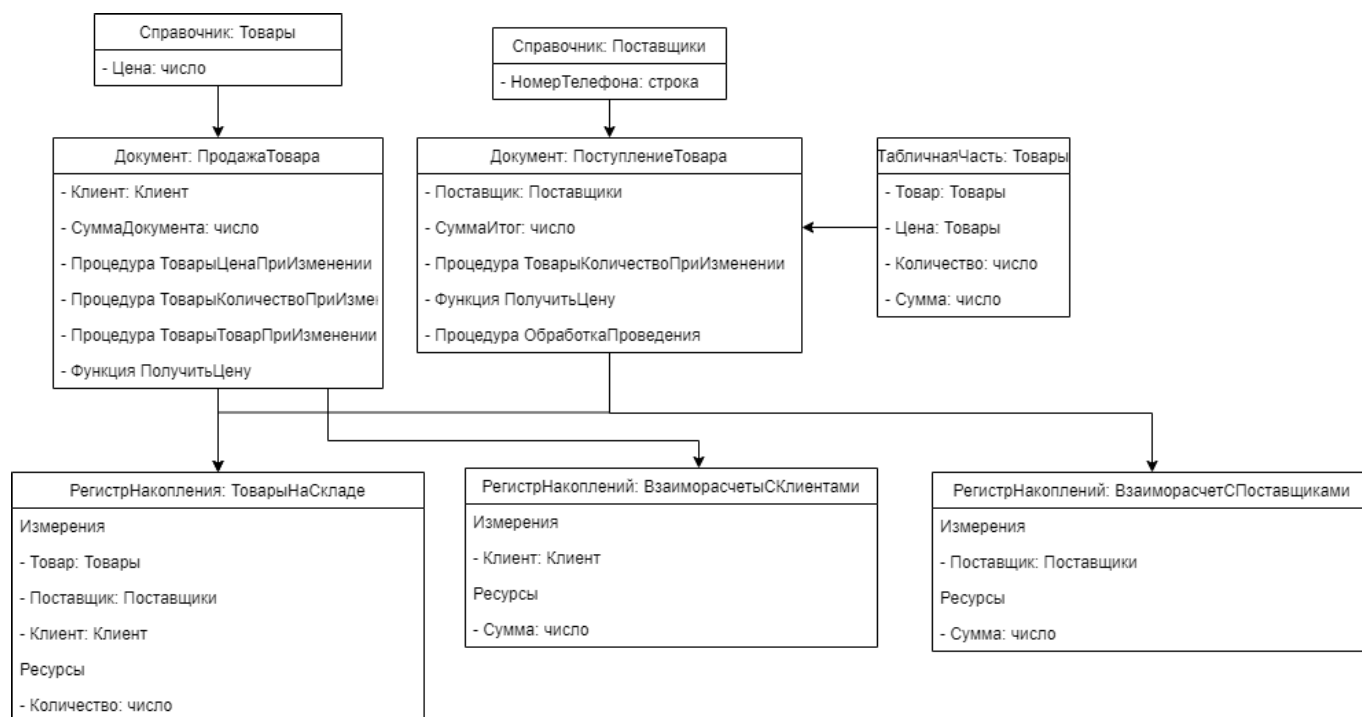 Справочник: Товары
- Цена: число
Справочник: Поставщики
- НомерТелефона: строка
Документ: ПродажаТовара
- Клиент: Клиент
- СуммаДокумента: число
- Процедура ТоварыЦенаПриИзменении
- Процедура ТоварыКоличествоПриИзме
- Процедура ТоварыТоварПриИзменении
- Функция ПолучитьЦену
Документ: ПоступлениеТовара
- Поставщик: Поставщики
- СуммаИтог: число
- Процедура ТоварыКоличествоПриИзменении
- Функция ПолучитьЦену
- Процедура ОбработкаПроведения
ТабличнаяЧасть: Товары
- Товар: Товары
- Цена: Товары
- Количество: число
- Сумма: число
РегистрНакопления: ТоварыНаСкладе
Измерения
- Товар: Товары
- Поставщик: Поставщики
- Клиент: Клиент
Ресурсы
- Количество: число
РегистрНакоплений: ВзаиморасчетыСКлиентами
Измерения
- Клиент: Клиент
Ресурсы
- Сумма: число
РегистрНакоплений: ВзаиморасчетСПоставщиками
Измерения
- Поставщик: Поставщики
Ресурсы
- Сумма: число